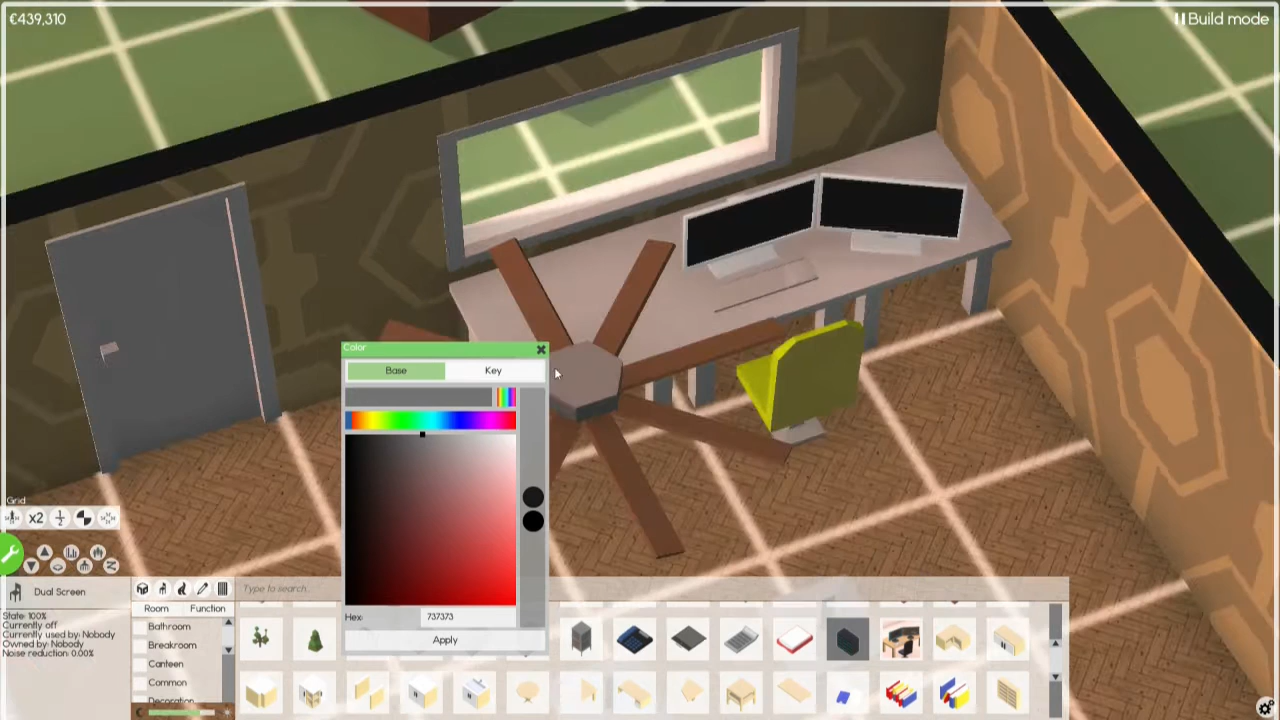 €439,310
Build mode
Color
Base
Key
Hex:
737373
Apply
Grid
x2
Dual Screen
State: 100%
Currently off
Currently used by: Nobody
Owned by: Nobody
Noise reduction: 0.00%
Type to search...
Room
Function
Bathroom
Breakroom
Canteen
Common
Decoration